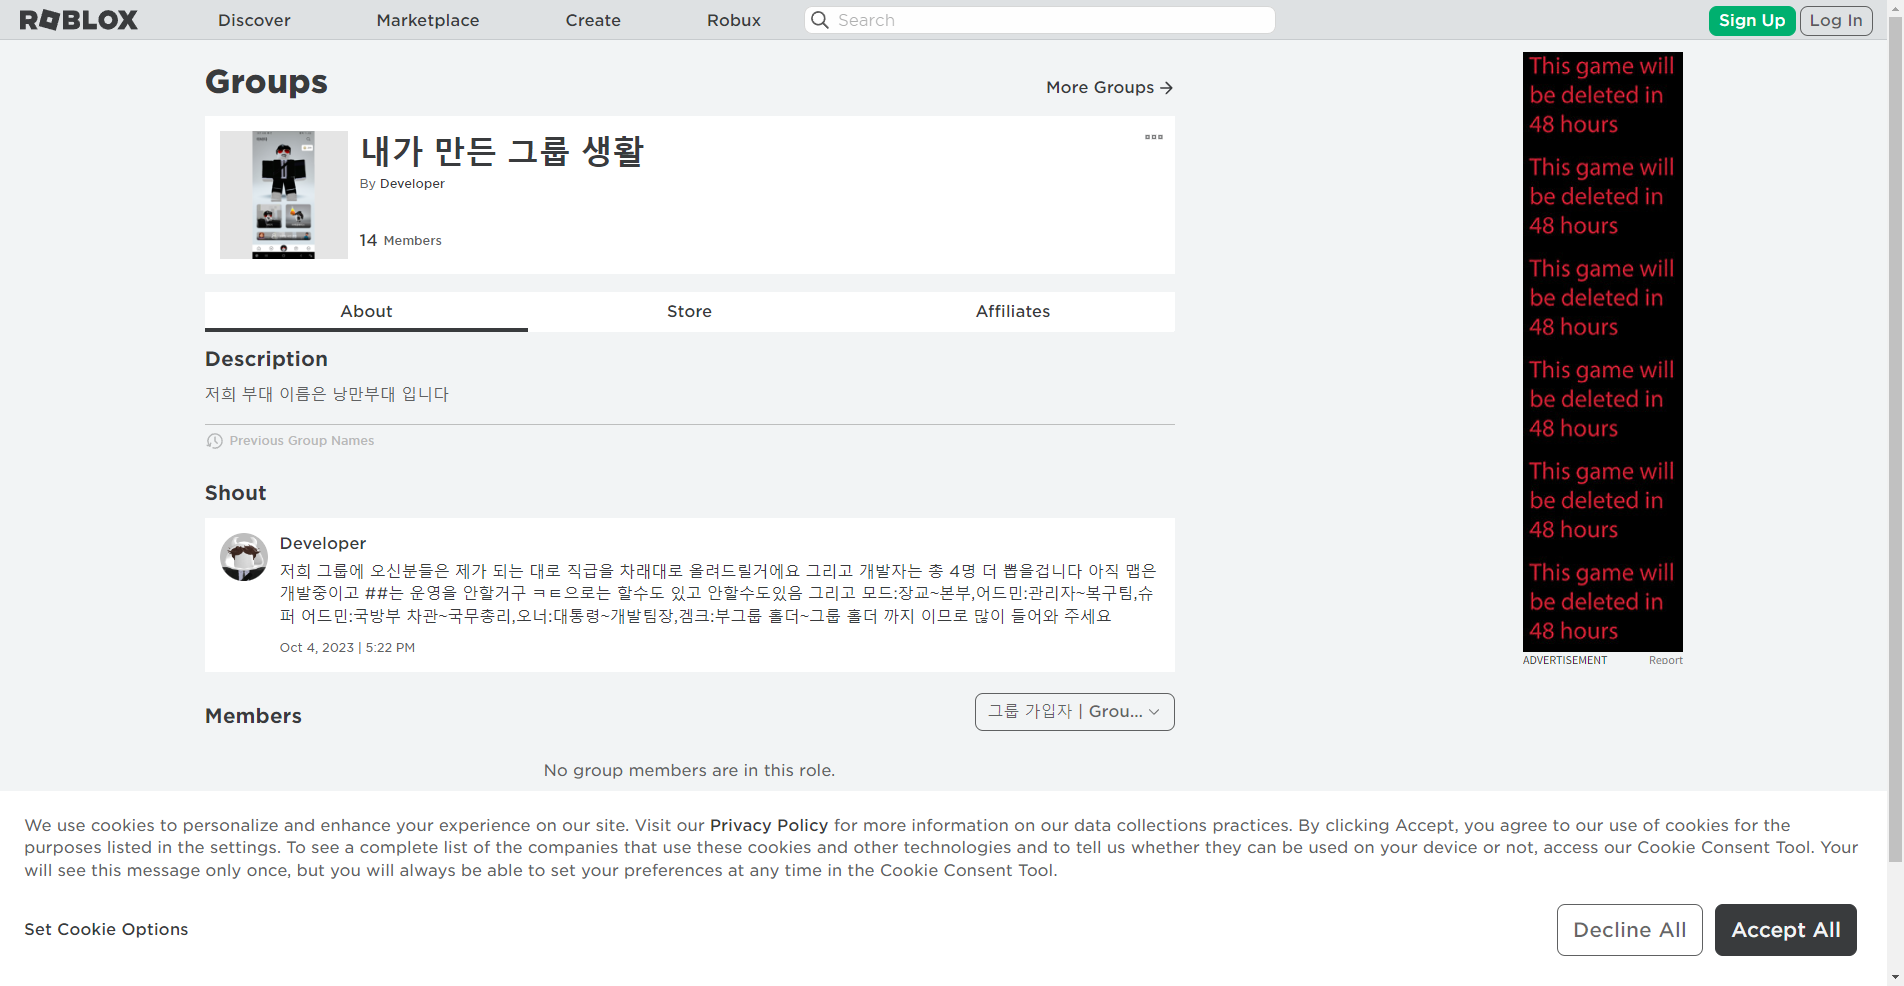 ROBLOX
Discover
Marketplace
Create
Robux
Search
Sign Up
Log In
Groups
More Groups
내가 만든 그룹 생활
By Developer
14 Members
About
Store
Affiliates
Description
저희 부대 이름은 낭만부대 입니다
Previous Group Names
Shout
Developer
저희 그룹에 오신분들은 제가 되는 대로 직급을 차래대로 올려드릴거에요 그리고 개발자는 총 4명 더 뽑을겁니다 아직 맵은
개발중이고 ##는 운영을 안할거구 ㅋㅌ으로는 할수도 있고 안할수도있음 그리고 모드:장교~본부,어드민:관리자~복구팀,슈
퍼 어드민:국방부 차관~국무총리,오너:대통령~개발팀장,겜크:부그룹 홀더~그룹 홀더 까지 이므로 많이 들어와 주세요
Oct 4, 2023 | 5:22 PM
Members
그룹 가입자 | Grou...
No group members are in this role.
This game will
be deleted in
48 hours
This game will
be deleted in
48 hours
This game will
be deleted in
48 hours
This game will
be deleted in
48 hours
This game will
be deleted in
48 hours
This game will
be deleted in
48 hours
ADVERTISEMENT
Report
We use cookies to personalize and enhance your experience on our site. Visit our Privacy Policy for more information on our data collections practices. By clicking Accept, you agree to our use of cookies for the
purposes listed in the settings. To see a complete list of the companies that use these cookies and other technologies and to tell us whether they can be used on your device or not, access our Cookie Consent Tool. Your
will see this message only once, but you will always be able to set your preferences at any time in the Cookie Consent Tool.
Set Cookie Options
Decline All
Accept All